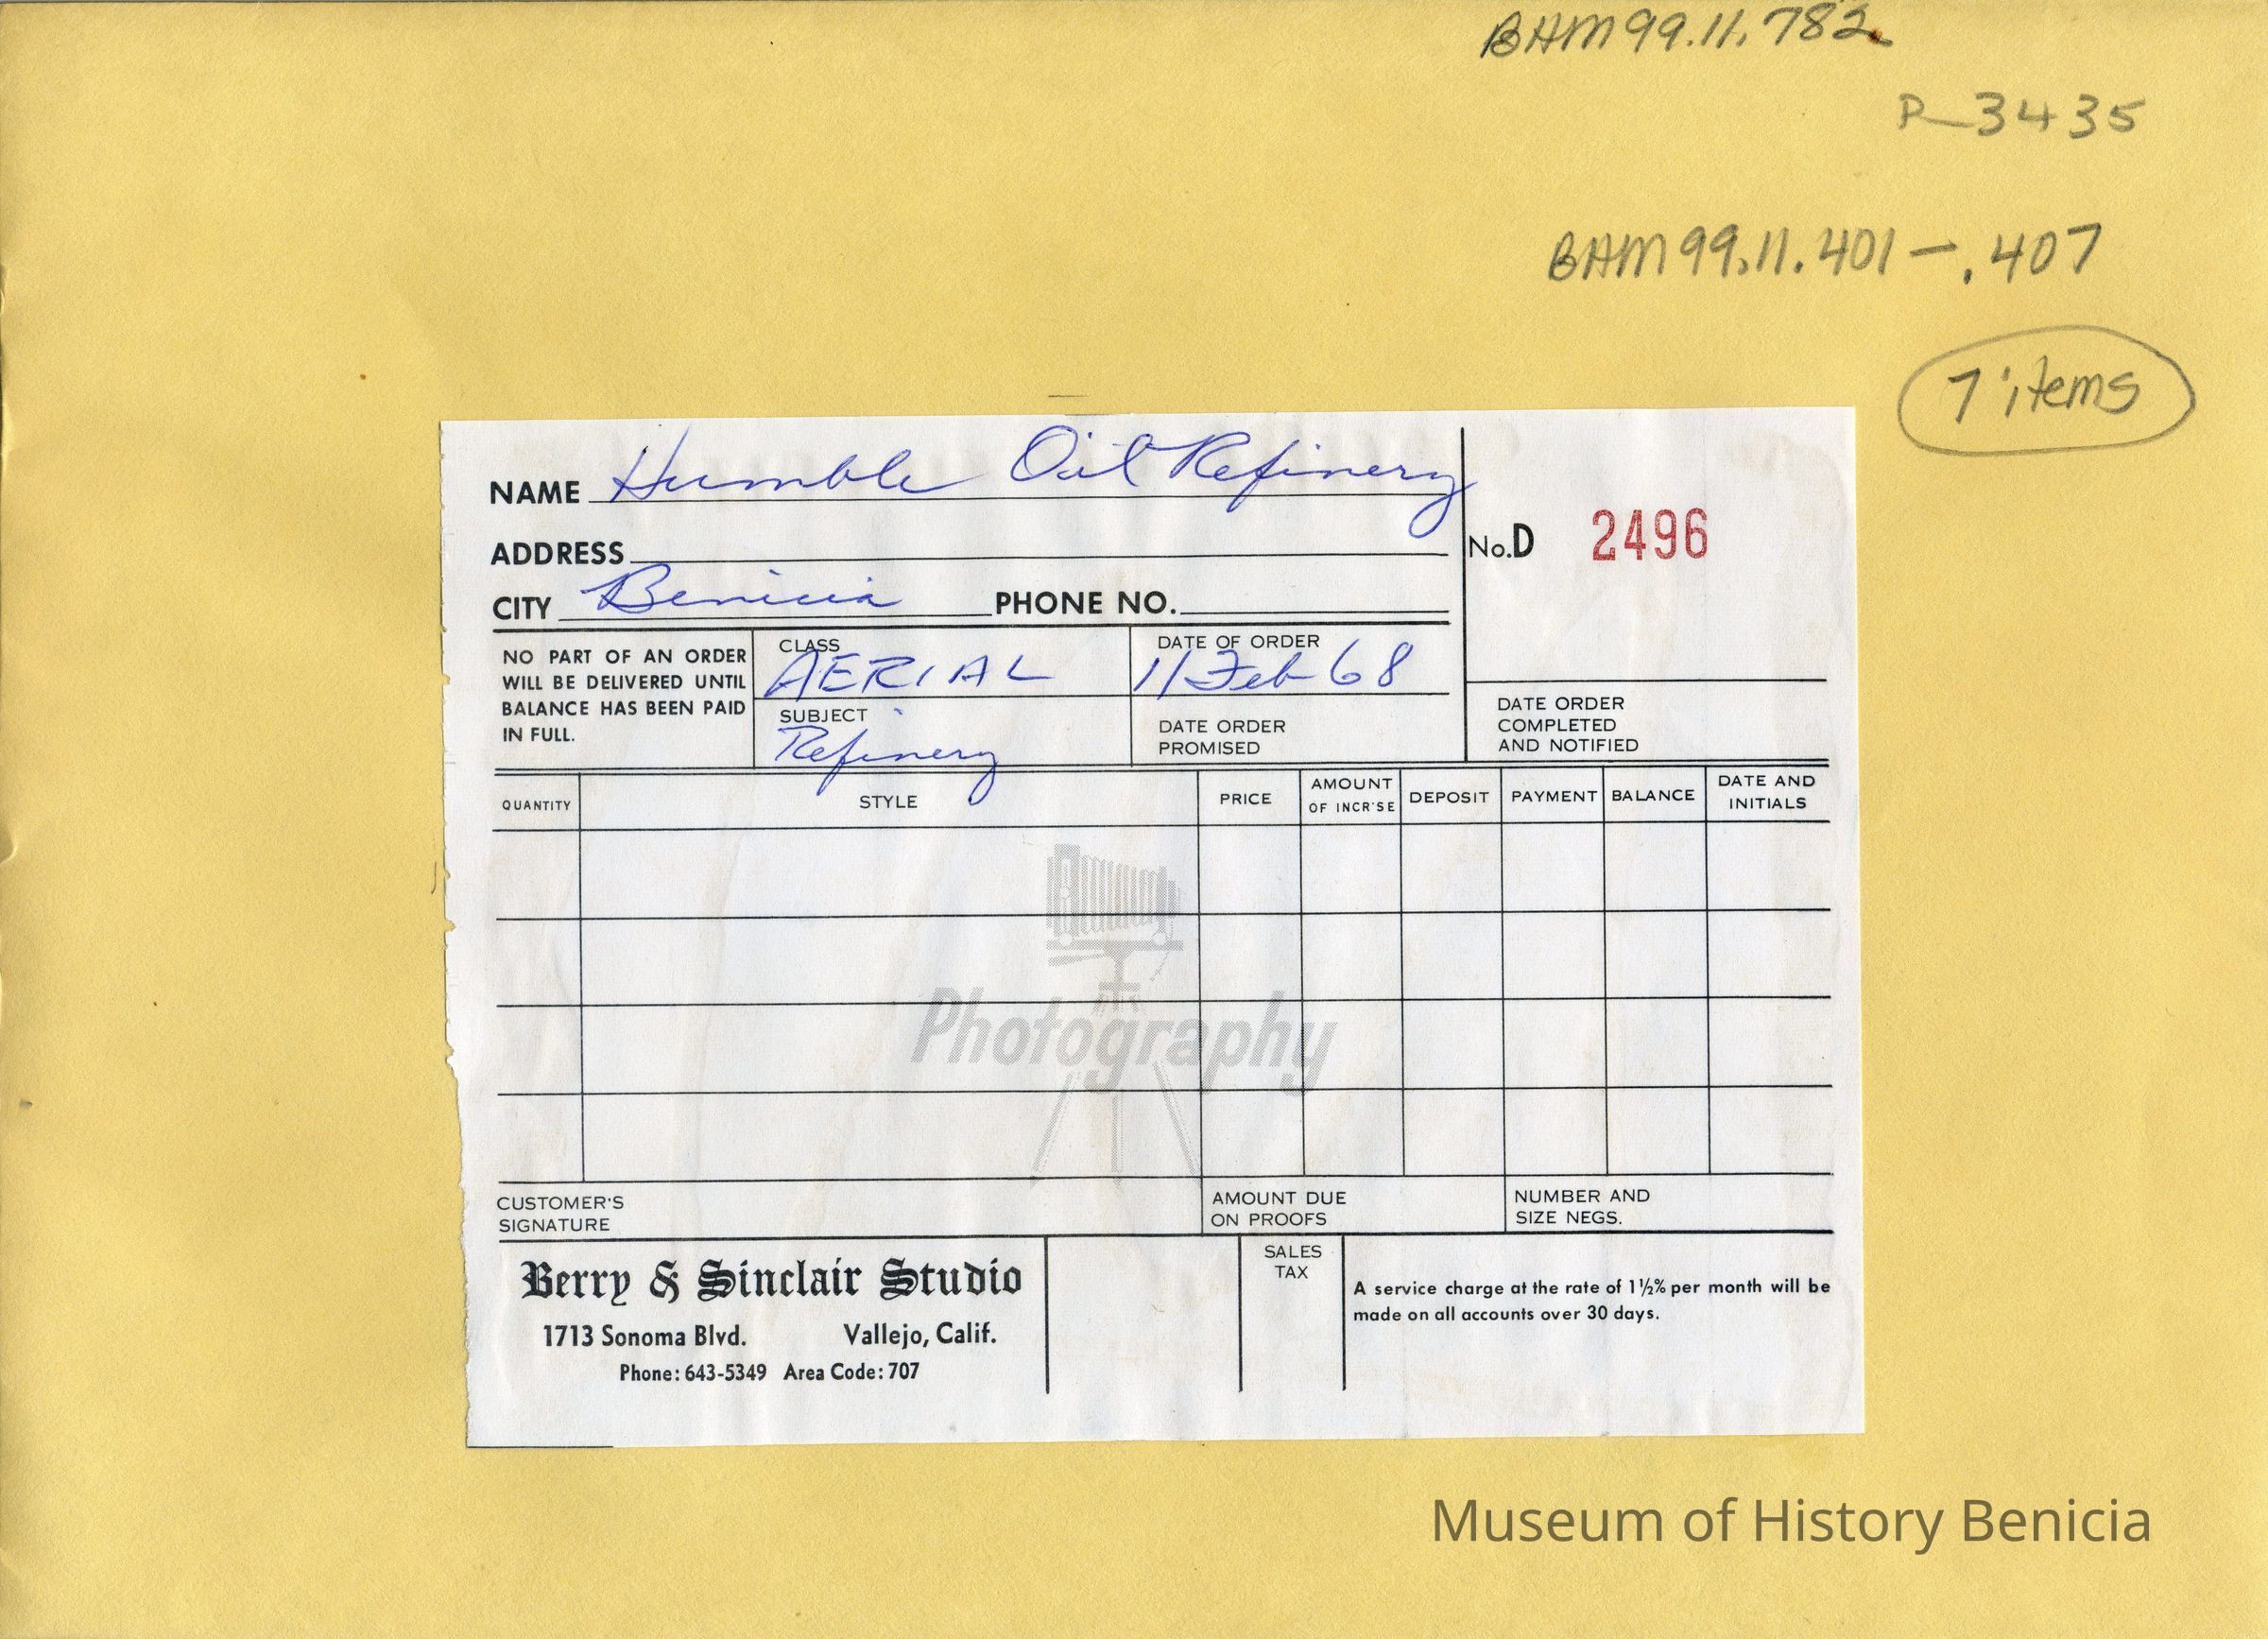 BHM 99.11.782
P-3435
BHM 99.11.401 - .407
7 items
NAME Humble Oil Refinery
ADDRESS
No. D 2496
CITY Benicia PHONE NO.
NO PART OF AN ORDER
WILL BE DELIVERED UNTIL
BALANCE HAS BEEN PAID
IN FULL.
CLASS
AERIAL
DATE OF ORDER
1/Feb 68
SUBJECT
Refinery
DATE ORDER
PROMISED
DATE ORDER
COMPLETED
AND NOTIFIED
QUANTITY STYLE PRICE AMOUNT OF INCR'SE DEPOSIT PAYMENT BALANCE DATE AND INITIALS
Photography
CUSTOMER'S
SIGNATURE
AMOUNT DUE
ON PROOFS
NUMBER AND
SIZE NEGS.
Berry & Sinclair Studio
1713 Sonoma Blvd. Vallejo, Calif.
Phone: 643-5349 Area Code: 707
SALES
TAX
A service charge at the rate of 1½% per month will be
made on all accounts over 30 days.
Museum of History Benicia